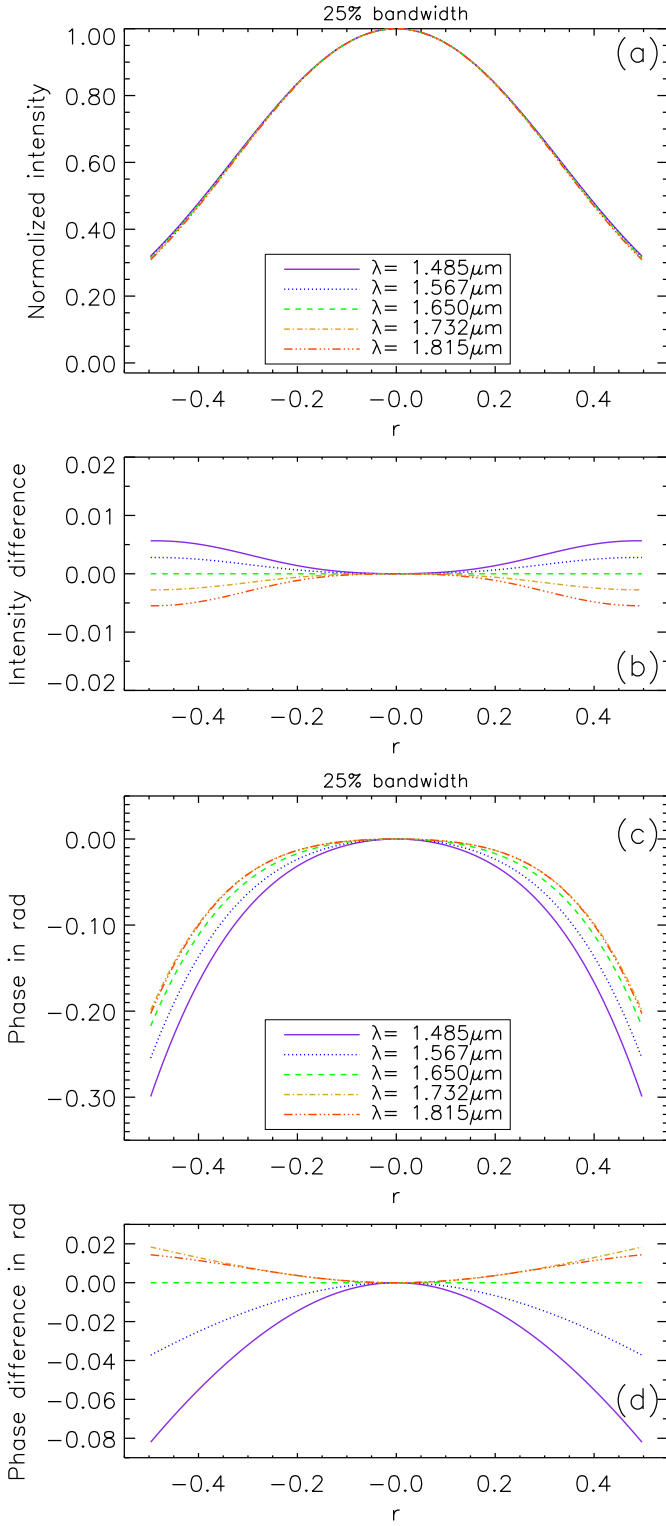 25% bandwidth
(a)
1.00
0.80
0.60
0.40
0.20
0.00
Normalized intensity
λ= 1.485μm
λ= 1.567μm
λ= 1.650μm
λ= 1.732μm
λ= 1.815μm
−0.4 −0.2 −0.0 0.2 0.4
r
0.02
0.01
0.00
−0.01
−0.02
Intensity difference
(b)
−0.4 −0.2 −0.0 0.2 0.4
r
25% bandwidth
(c)
0.00
−0.10
−0.20
−0.30
Phase in rad
λ= 1.485μm
λ= 1.567μm
λ= 1.650μm
λ= 1.732μm
λ= 1.815μm
−0.4 −0.2 −0.0 0.2 0.4
r
0.02
0.00
−0.02
−0.04
−0.06
−0.08
Phase difference in rad
(d)
−0.4 −0.2 −0.0 0.2 0.4
r